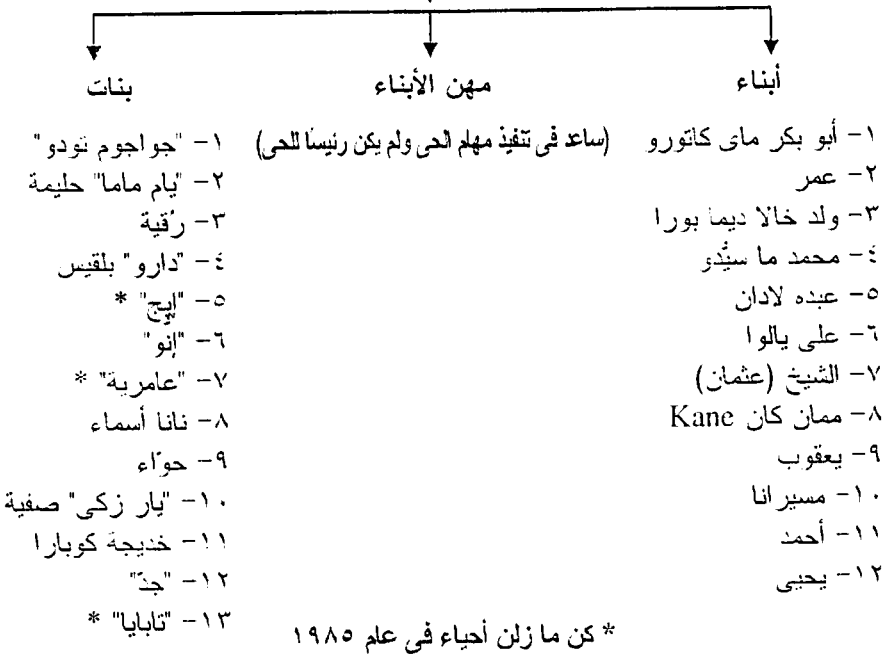 أبناء
مهن الأبناء
بنات
١- أبو بكر ماى كاتورو
٢- عمر
٣- ولد خالا ديما بورا
٤- محمد ما سيُّدو
٥- عبده لادان
٦- على يالوا
٧- الشيخ (عثمان)
٨- ممان كان Kane
٩- يعقوب
١٠- مسيرانا
١١- أحمد
١٢- يحيى
(ساعد فى تنفيذ مهام الحى ولم يكن رئيسًا للحى)
١- "جواجوم تودو"
٢- "يام ماما" حليمة
٣- رُقية
٤- "دارو" بلقيس
٥- "إيج" *
٦- "إنُّو"
٧- "عامرية" *
٨- نانا أسماء
٩- حوّاء
١٠- "يار زكى" صفية
١١- خديجة كوبارا
١٢- "جدّ"
١٣- "تابايا" *
* كن ما زلن أحياء فى عام ١٩٨٥